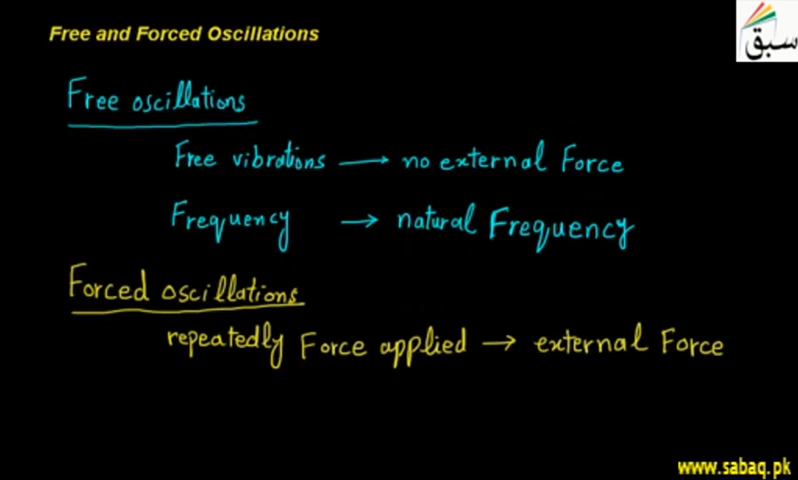 Free and Forced Oscillations
سبق
Free oscillations
Free vibrations → no external Force
Frequency → natural Frequency
Forced oscillations
repeatedly Force applied → external Force
www.sabaq.pk